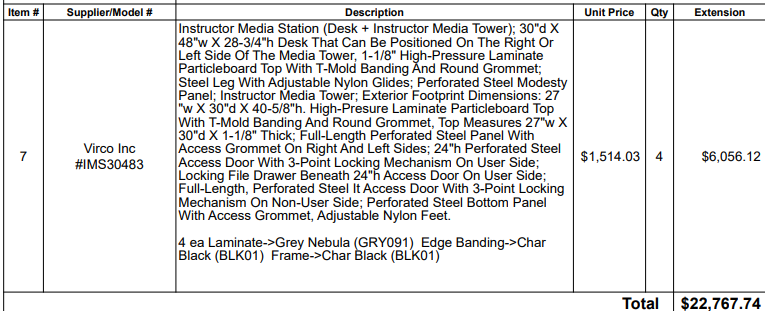 Item # Supplier/Model # Description Unit Price Qty Extension
Instructor Media Station (Desk + Instructor Media Tower); 30"d X
48"w X 28-3/4"h Desk That Can Be Positioned On The Right Or
Left Side Of The Media Tower, 1-1/8" High-Pressure Laminate
Particleboard Top With T-Mold Banding And Round Grommet;
Steel Leg With Adjustable Nylon Glides; Perforated Steel Modesty
Panel; Instructor Media Tower; Exterior Footprint Dimensions: 27
"w X 30"d X 40-5/8"h. High-Presure Laminate Particleboard Top
With T-Mold Banding And Round Grommet, Top Measures 27"w X
30"d X 1-1/8" Thick; Full-Length Perforated Steel Panel With
Access Grommet On Right And Left Sides; 24"h Perforated Steel
Access Door With 3-Point Locking Mechanism On User Side;
Locking File Drawer Beneath 24"h Access Door On User Side;
Full-Length, Perforated Steel It Access Door With 3-Point Locking
Mechanism On Non-User Side; Perforated Steel Bottom Panel
With Access Grommet, Adjustable Nylon Feet.
4 ea Laminate->Grey Nebula (GRY091) Edge Banding->Char
Black (BLK01) Frame->Char Black (BLK01)
7
Virco Inc
#IMS30483
$1,514.03
4
$6,056.12
Total $22,767.74